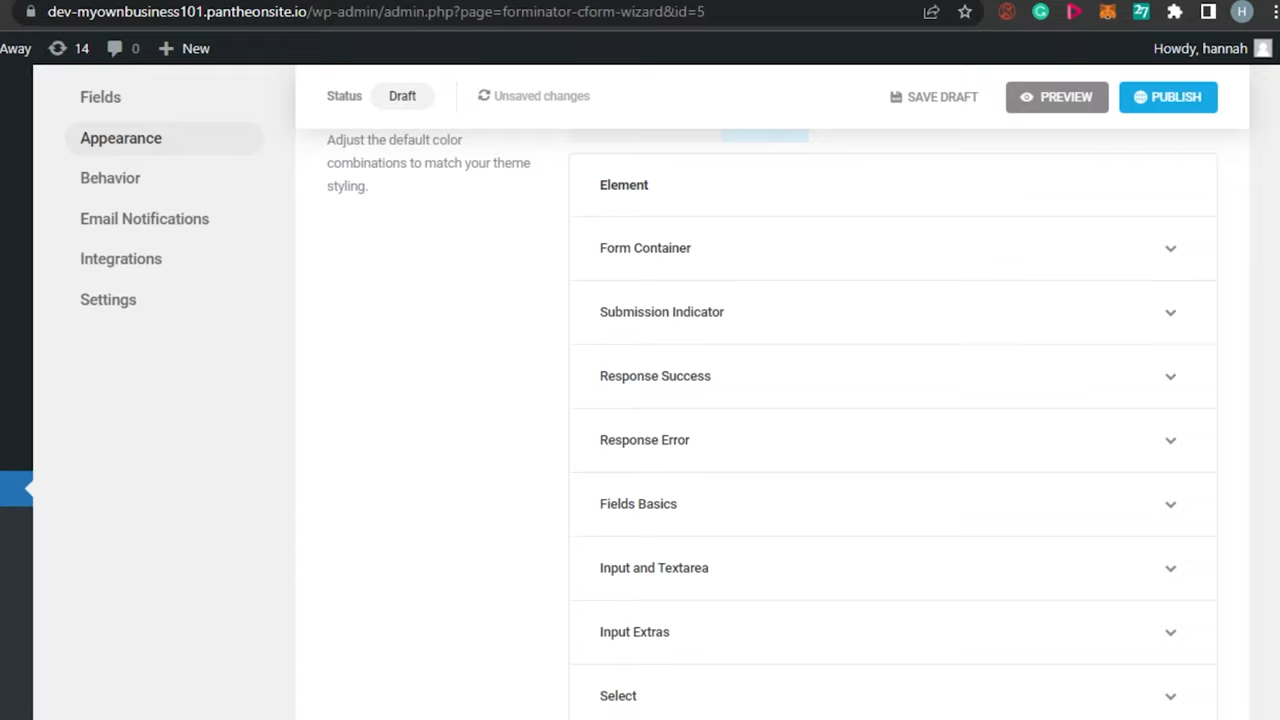 dev-myownbusiness101.pantheonsite.io/wp-admin/admin.php?page=forminator-cform-wizard&id=5
27
H
Away
14
0
New
Howdy, hannah
Fields
Appearance
Behavior
Email Notifications
Integrations
Settings
Status
Draft
Unsaved changes
SAVE DRAFT
PREVIEW
PUBLISH
Adjust the default color
combinations to match your theme
styling.
Element
Form Container
Submission Indicator
Response Success
Response Error
Fields Basics
Input and Textarea
Input Extras
Select